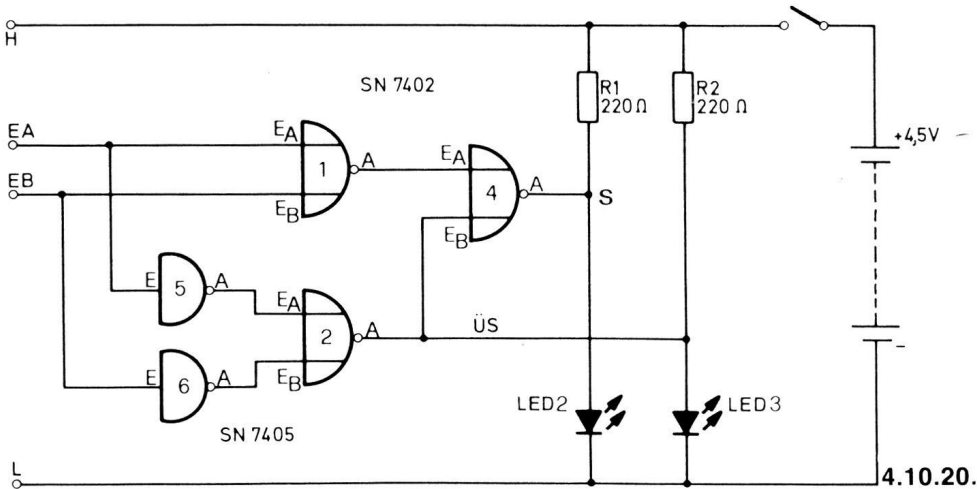 H
SN 7402
R1
220 Ω
R2
220 Ω
+4,5V
EA
EB
EA
1
A
EB
EA
4
A
EB
S
E
5
A
EA
2
A
EB
ÜS
E
6
A
SN 7405
LED2
LED3
-
L
4.10.20.